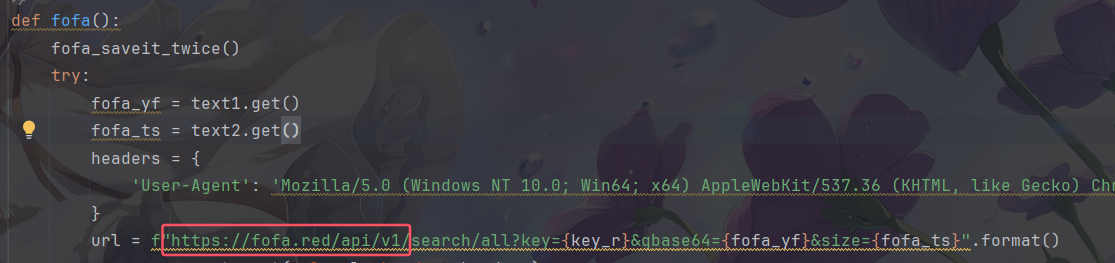 def fofa():
fofa_saveit_twice()
try:
fofa_yf = text1.get()
fofa_ts = text2.get()
headers = {
'User-Agent': 'Mozilla/5.0 (Windows NT 10.0; Win64; x64) AppleWebKit/537.36 (KHTML, like Gecko) Chr
}
url = f"https://fofa.red/api/v1/search/all?key={key_r}&qbase64={fofa_yf}&size={fofa_ts}".format()